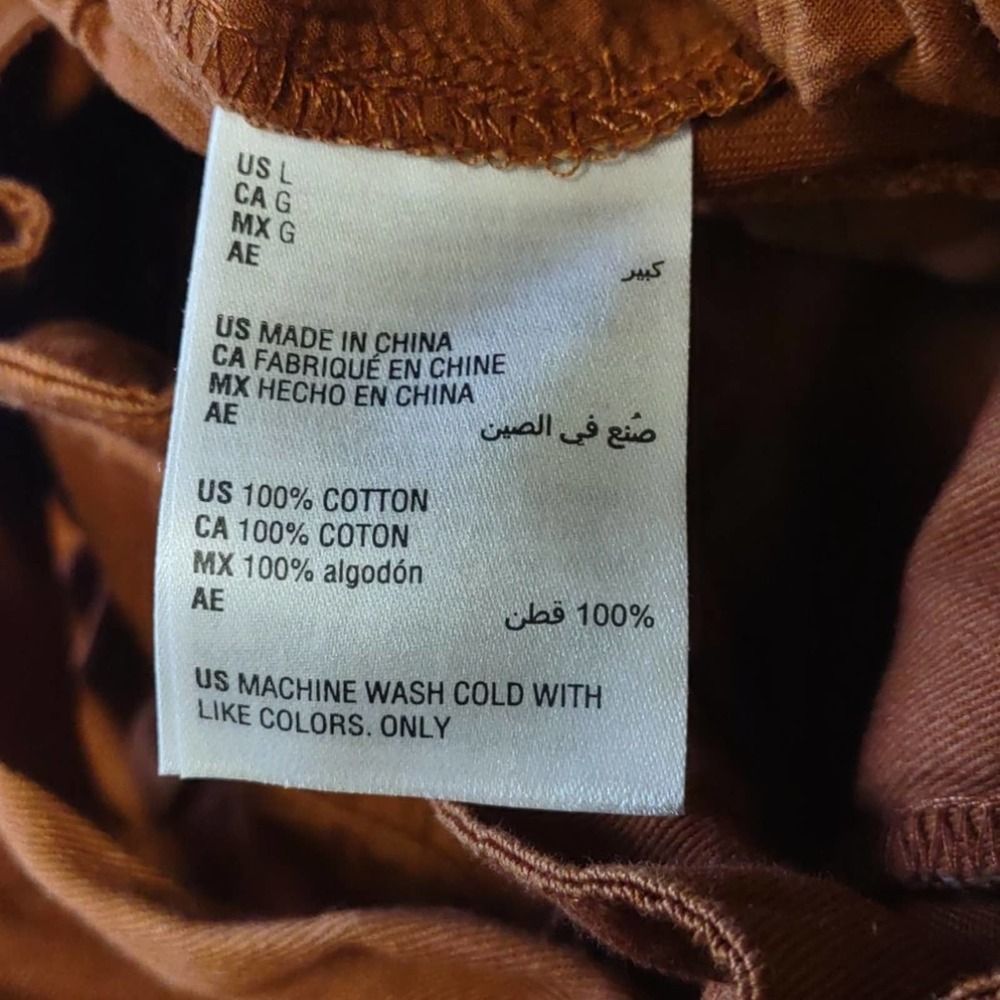 US L
CA G
MX G
AE
كبير
US MADE IN CHINA
CA FABRIQUÉ EN CHINE
MX HECHO EN CHINA
AE
صُنع في الصين
US 100% COTTON
CA 100% COTON
MX 100% algodón
AE
100% قطن
US MACHINE WASH COLD WITH
LIKE COLORS. ONLY